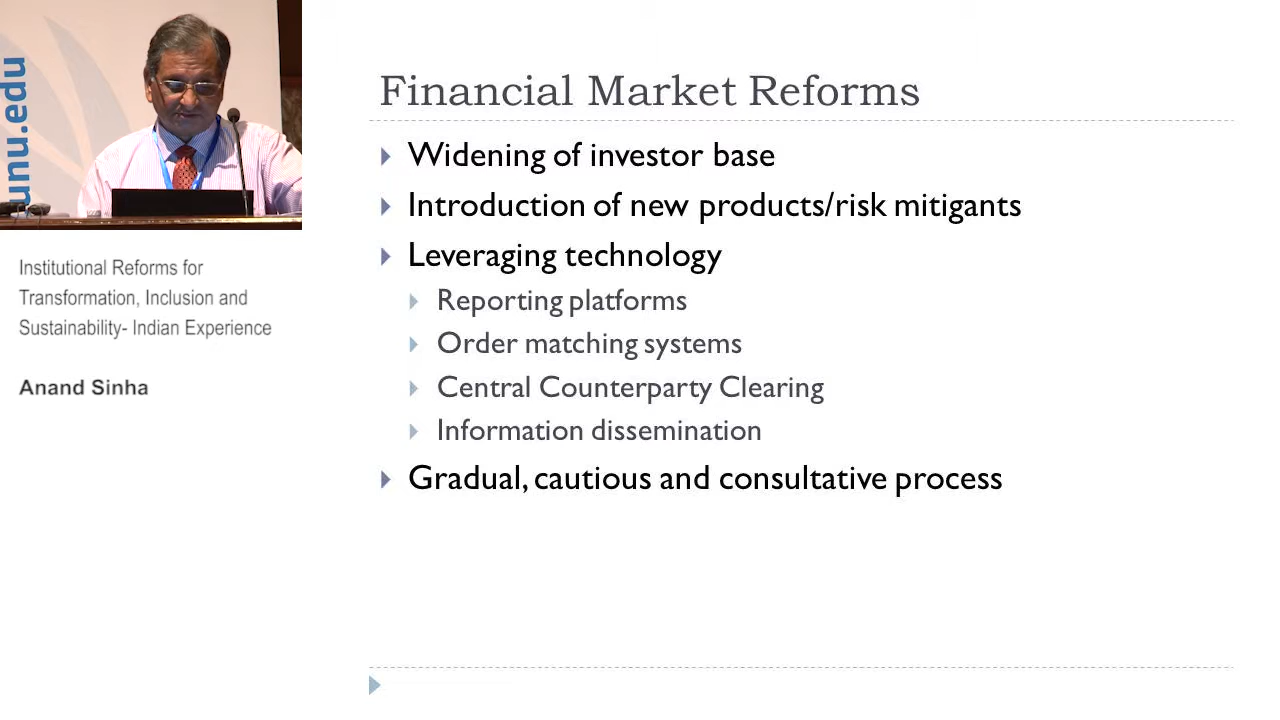 unu.edu
Institutional Reforms for
Transformation, Inclusion and
Sustainability- Indian Experience
Anand Sinha
Financial Market Reforms
Widening of investor base
Introduction of new products/risk mitigants
Leveraging technology
Reporting platforms
Order matching systems
Central Counterparty Clearing
Information dissemination
Gradual, cautious and consultative process